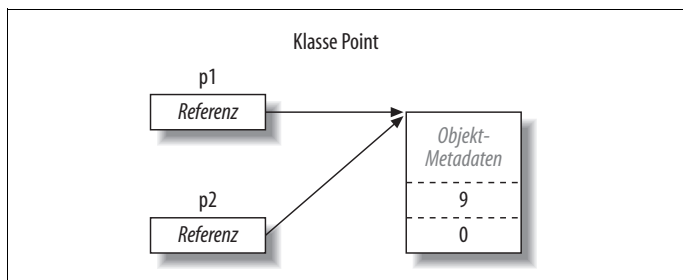 Klasse Point
p1
Referenz
Objekt-
Metadaten
9
0
p2
Referenz